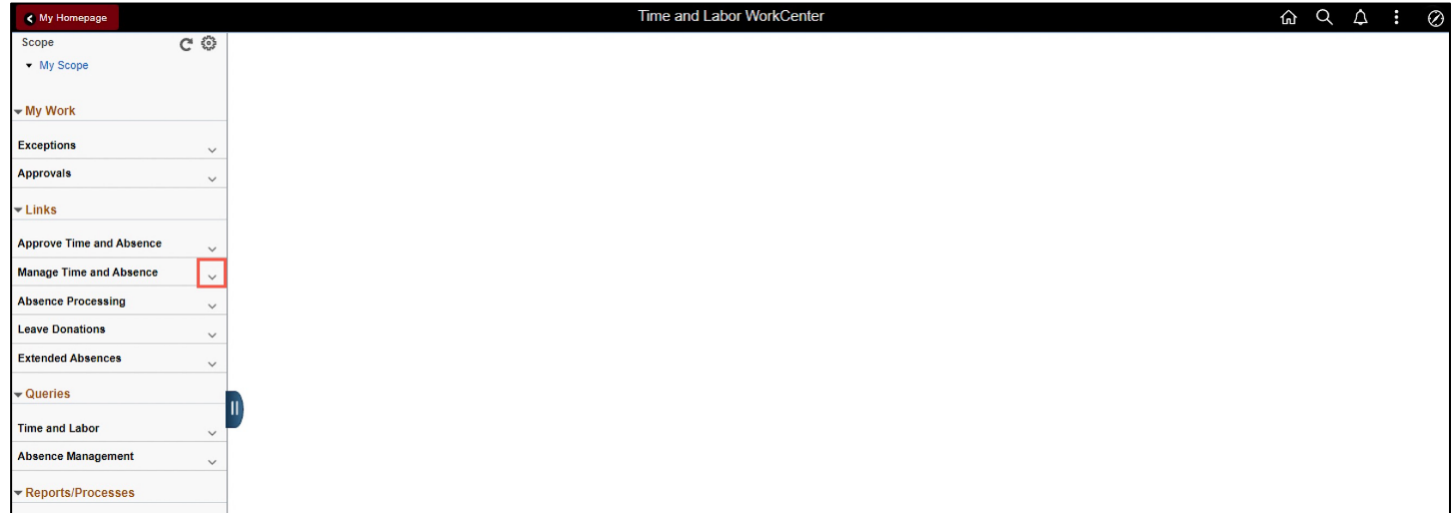 My Homepage
Time and Labor WorkCenter
Scope
My Scope
My Work
Exceptions
Approvals
Links
Approve Time and Absence
Manage Time and Absence
Absence Processing
Leave Donations
Extended Absences
Queries
Time and Labor
Absence Management
Reports/Processes